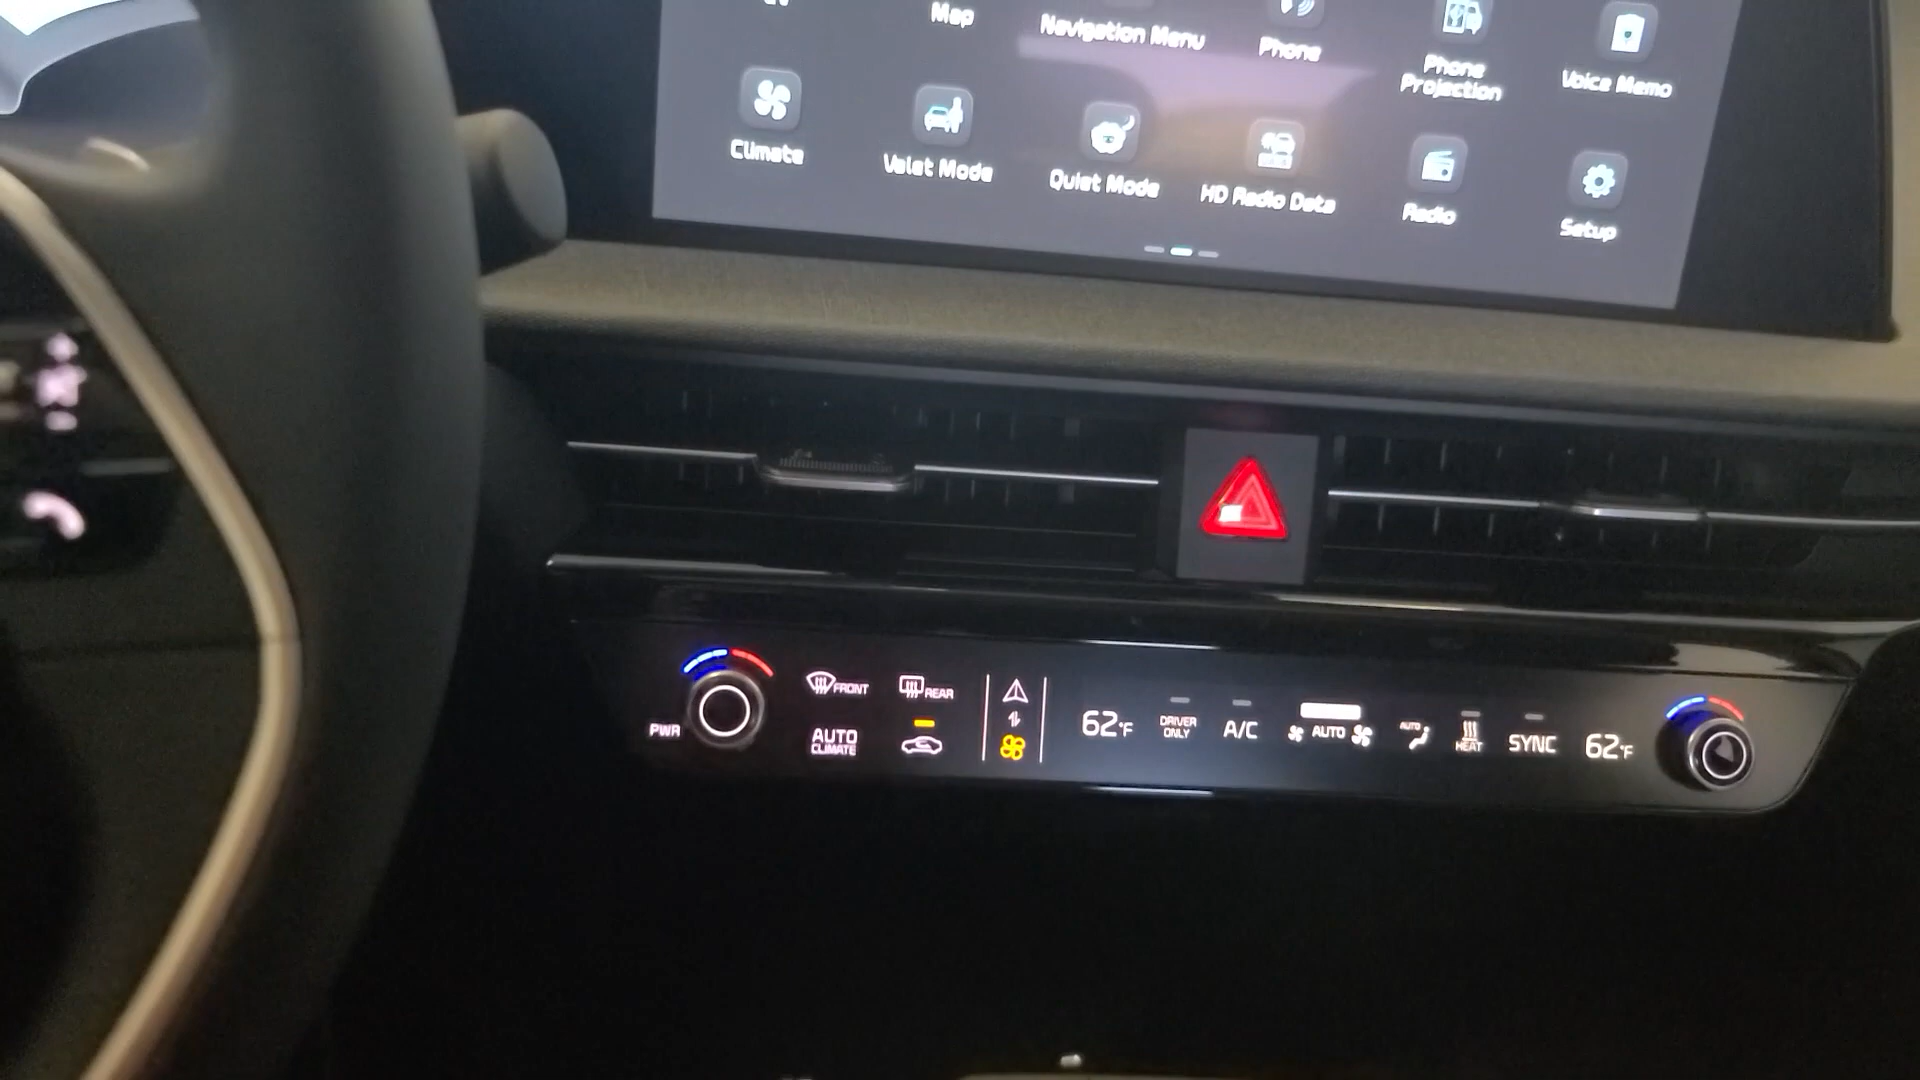 Map
Navigation Menu
Phone
Phone
Projection
Voice Memo
Climate
Valet Mode
Quiet Mode
HD Radio Data
Radio
Setup
PWR
FRONT
REAR
AUTO
CLIMATE
62°F
DRIVER
ONLY
A/C
AUTO
AUTO
HEAT
SYNC
62°F